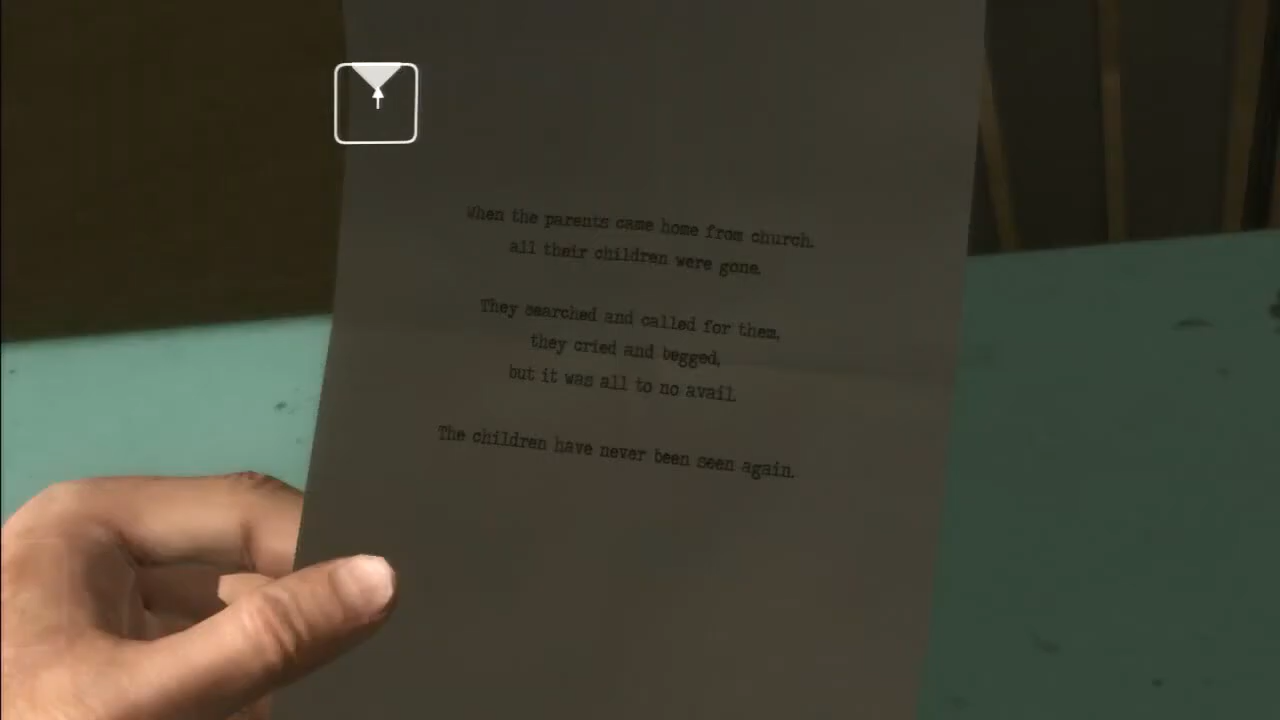 When the parents came home from church,
all their children were gone.
They searched and called for them,
they cried and begged,
but it was all to no avail.
The children have never been seen again.